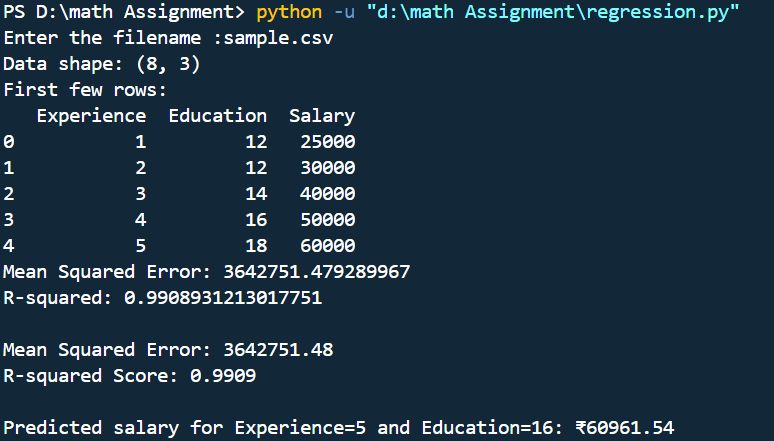 PS D:\math Assignment> python -u "d:\math Assignment\regression.py"
Enter the filename :sample.csv
Data shape: (8, 3)
First few rows:
   Experience  Education  Salary
0           1         12   25000
1           2         12   30000
2           3         14   40000
3           4         16   50000
4           5         18   60000
Mean Squared Error: 3642751.479289967
R-squared: 0.9908931213017751

Mean Squared Error: 3642751.48
R-squared Score: 0.9909

Predicted salary for Experience=5 and Education=16: ₹60961.54